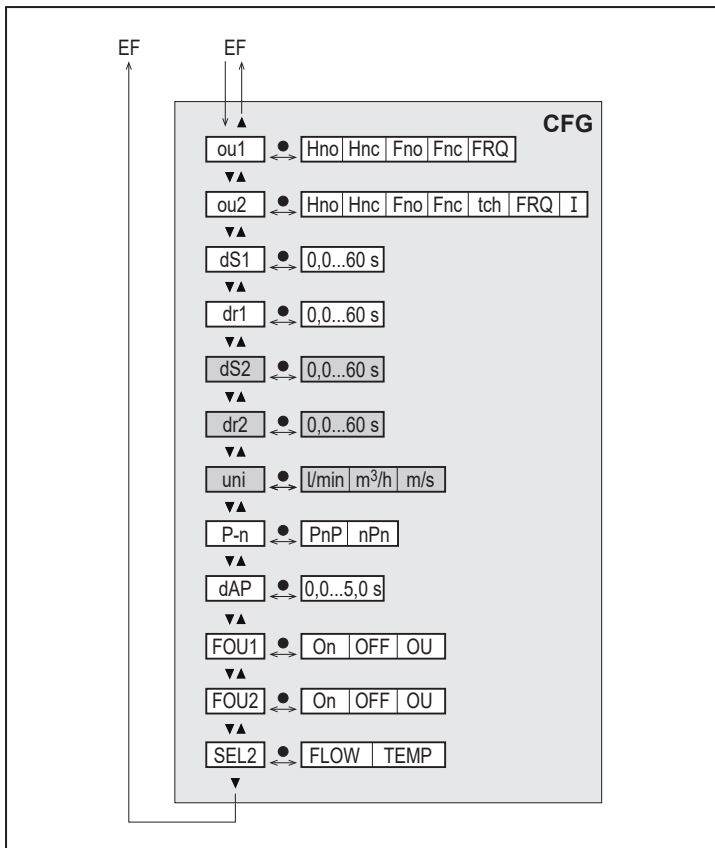 EF EF
CFG
ou1 Hno Hnc Fno Fnc FRQ
ou2 Hno Hnc Fno Fnc tch FRQ I
dS1 0,0...60 s
dr1 0,0...60 s
dS2 0,0...60 s
dr2 0,0...60 s
uni l/min m³/h m/s
P-n PnP nPn
dAP 0,0...5,0 s
FOU1 On OFF OU
FOU2 On OFF OU
SEL2 FLOW TEMP